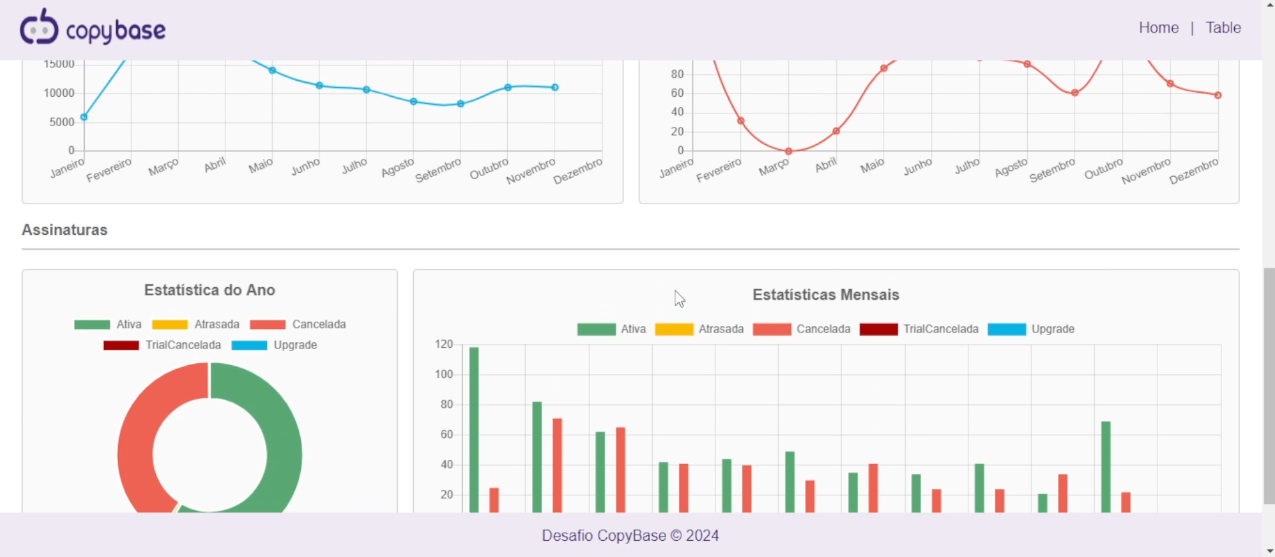 copybase
Home | Table
15000
10000
5000
0
Janeiro Fevereiro Março Abril Maio Junho Julho Agosto Setembro Outubro Novembro Dezembro
80
60
40
20
0
Janeiro Fevereiro Março Abril Maio Junho Julho Agosto Setembro Outubro Novembro Dezembro
Assinaturas
Estatística do Ano
Ativa Atrasada Cancelada
TrialCancelada Upgrade
Estatísticas Mensais
Ativa Atrasada Cancelada TrialCancelada Upgrade
120
100
80
60
40
20
Desafio CopyBase © 2024